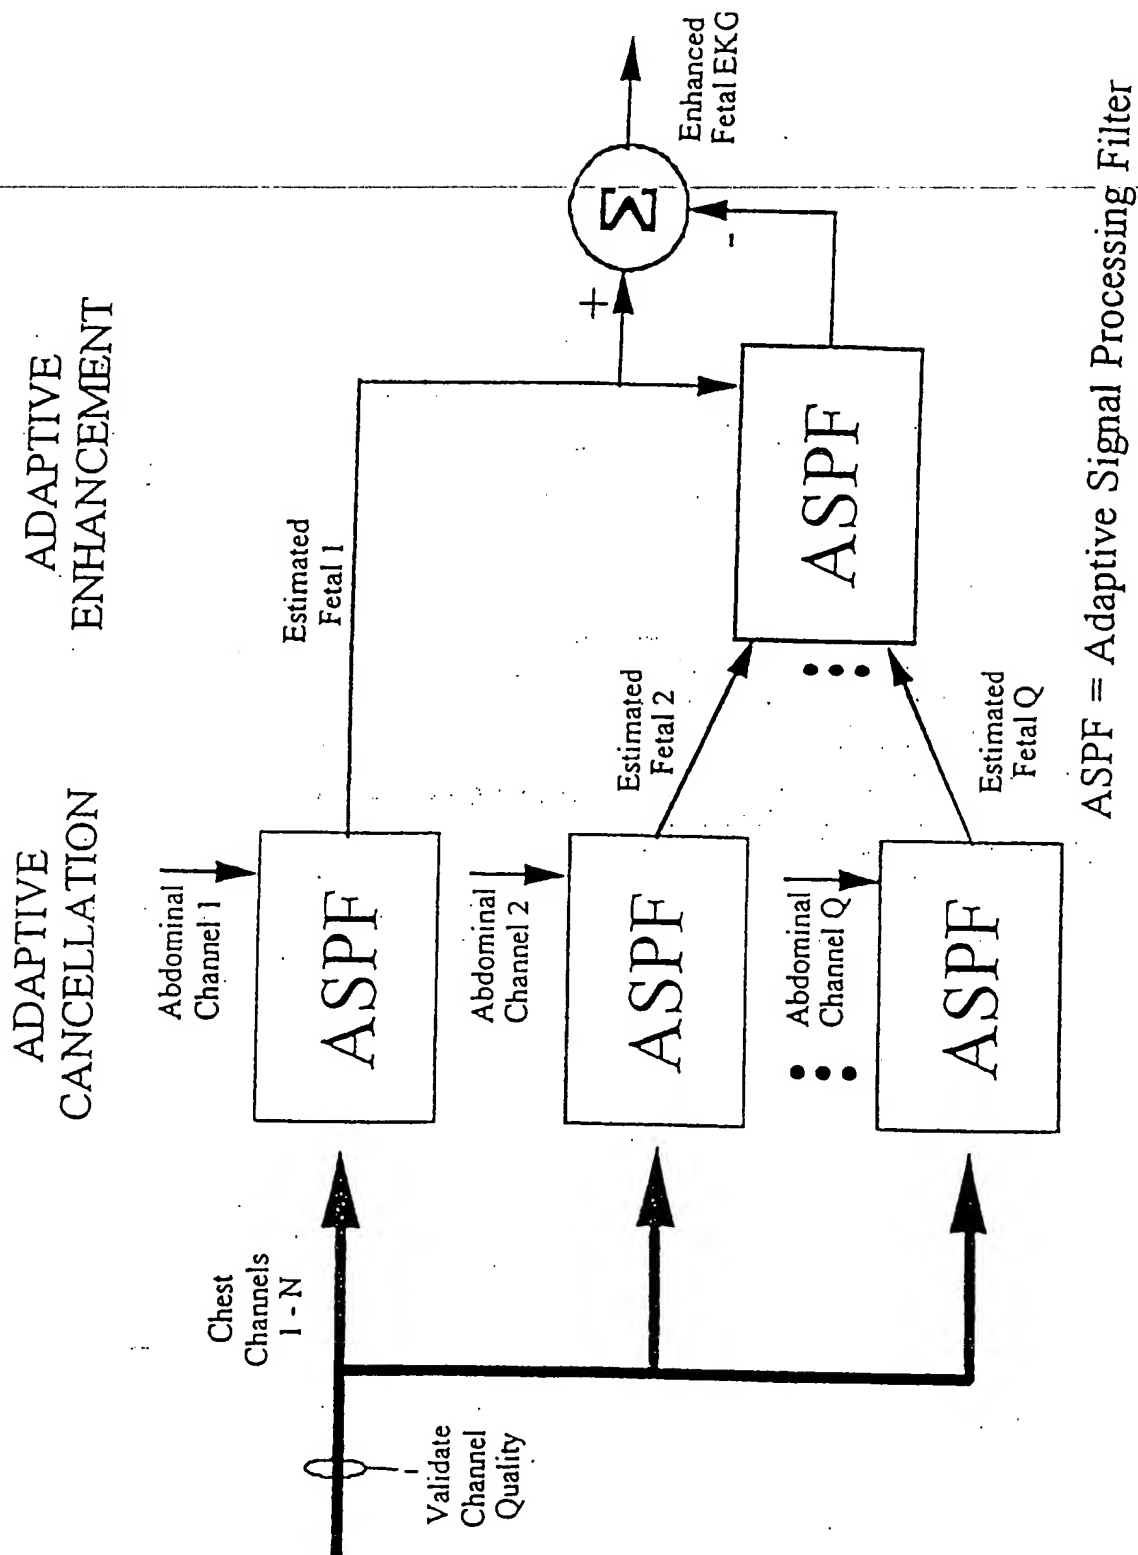 ADAPTIVE
CANCELLATION
ADAPTIVE
ENHANCEMENT
Validate
Channel
Quality
Chest
Channels
1 - N
Abdominal
Channel 1
ASPF
Estimated
Fetal 1
Abdominal
Channel 2
ASPF
Estimated
Fetal 2
Abdominal
Channel Q
ASPF
Estimated
Fetal Q
ASPF
+
-
Σ
Enhanced
Fetal EKG
ASPF = Adaptive Signal Processing Filter